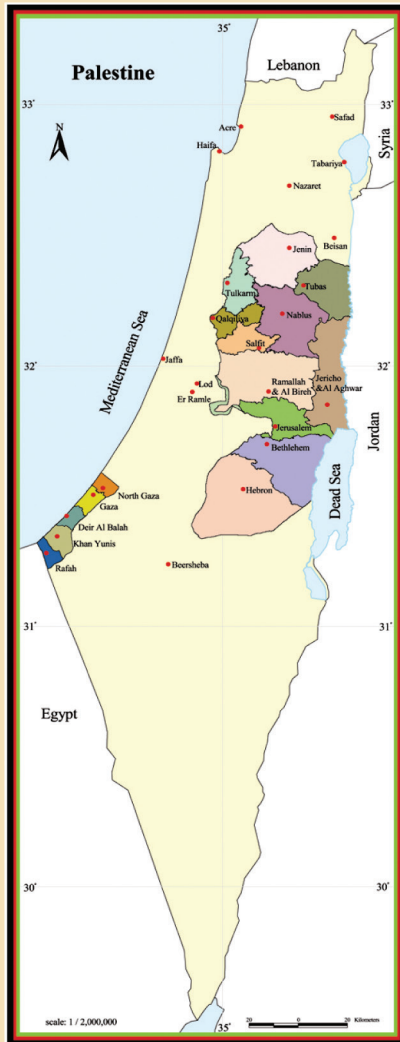 35°
Palestine
Lebanon
33°
33°
Safad
Acre
Syria
N
Haifa
Tabariya
Nazaret
Beisan
Jenin
Tulkarm
Tubas
Qalqiliya
Nablus
Mediterranean Sea
Salfit
32°
32°
Jaffa
Lod
Er Ramle
Ramallah
& Al Bireh
Jericho
&Al Aghwar
Jordan
Jerusalem
Bethlehem
Dead Sea
Hebron
North Gaza
Gaza
Deir Al Balah
Khan Yunis
Rafah
Beersheba
31°
31°
Egypt
30°
30°
scale: 1 / 2,000,000
35°
20
0
20 Kilometers